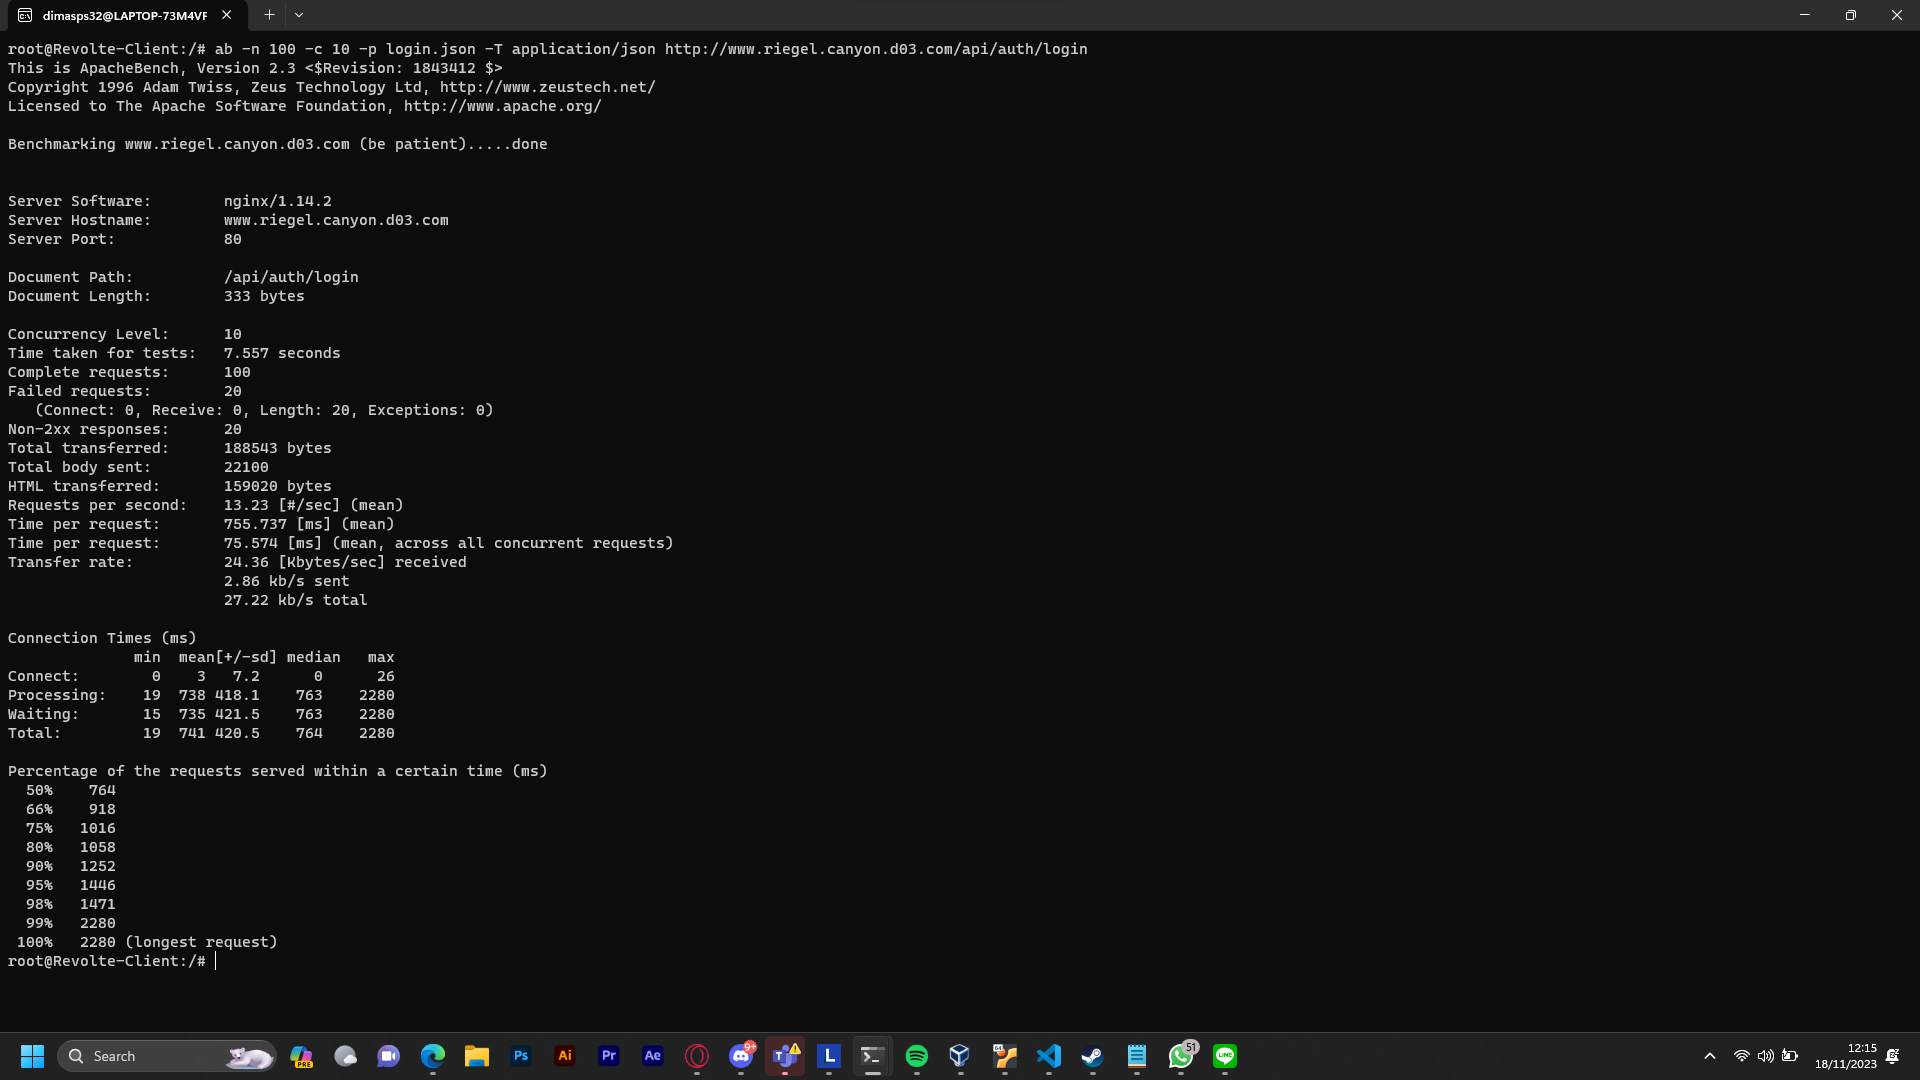 dimasps32@LAPTOP-73M4VF
root@Revolte-Client:/# ab -n 100 -c 10 -p login.json -T application/json http://www.riegel.canyon.d03.com/api/auth/login
This is ApacheBench, Version 2.3 <$Revision: 1843412 $>
Copyright 1996 Adam Twiss, Zeus Technology Ltd, http://www.zeustech.net/
Licensed to The Apache Software Foundation, http://www.apache.org/
Benchmarking www.riegel.canyon.d03.com (be patient).....done
Server Software:        nginx/1.14.2
Server Hostname:        www.riegel.canyon.d03.com
Server Port:            80
Document Path:          /api/auth/login
Document Length:        333 bytes
Concurrency Level:      10
Time taken for tests:   7.557 seconds
Complete requests:      100
Failed requests:        20
   (Connect: 0, Receive: 0, Length: 20, Exceptions: 0)
Non-2xx responses:      20
Total transferred:      188543 bytes
Total body sent:        22100
HTML transferred:       159020 bytes
Requests per second:    13.23 [#/sec] (mean)
Time per request:       755.737 [ms] (mean)
Time per request:       75.574 [ms] (mean, across all concurrent requests)
Transfer rate:          24.36 [Kbytes/sec] received
                        2.86 kb/s sent
                        27.22 kb/s total
Connection Times (ms)
              min  mean[+/-sd] median   max
Connect:        0    3   7.2      0      26
Processing:    19  738 418.1    763    2280
Waiting:       15  735 421.5    763    2280
Total:         19  741 420.5    764    2280
Percentage of the requests served within a certain time (ms)
  50%    764
  66%    918
  75%   1016
  80%   1058
  90%   1252
  95%   1446
  98%   1471
  99%   2280
 100%   2280 (longest request)
root@Revolte-Client:/#
Search
PRE
Ps
Ai
Pr
Ae
9+
L
64
51
LINE
12:15
18/11/2023